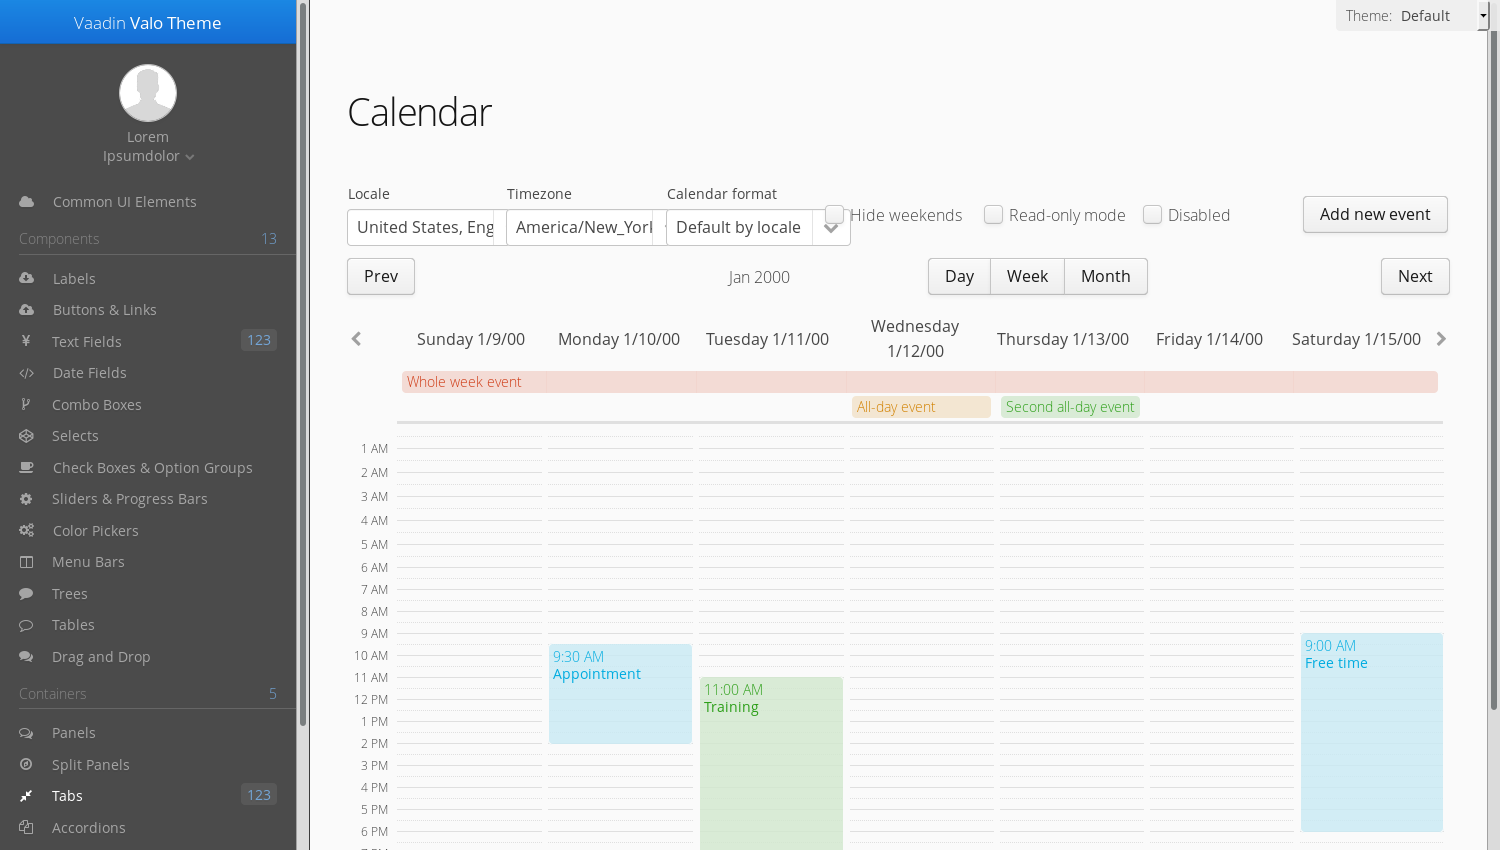 Vaadin Valo Theme
Lorem
Ipsumdolor
Common UI Elements
Components 13
Labels
Buttons & Links
Text Fields 123
Date Fields
Combo Boxes
Selects
Check Boxes & Option Groups
Sliders & Progress Bars
Color Pickers
Menu Bars
Trees
Tables
Drag and Drop
Containers 5
Panels
Split Panels
Tabs 123
Accordions
Theme: Default
Calendar
Locale Timezone Calendar format
United States, Eng America/New_York Default by locale Hide weekends Read-only mode Disabled Add new event
Prev Jan 2000 Day Week Month Next
Sunday 1/9/00 Monday 1/10/00 Tuesday 1/11/00 Wednesday 1/12/00 Thursday 1/13/00 Friday 1/14/00 Saturday 1/15/00
Whole week event
All-day event Second all-day event
1 AM
2 AM
3 AM
4 AM
5 AM
6 AM
7 AM
8 AM
9 AM
10 AM
11 AM
12 PM
1 PM
2 PM
3 PM
4 PM
5 PM
6 PM
9:30 AM
Appointment
11:00 AM
Training
9:00 AM
Free time